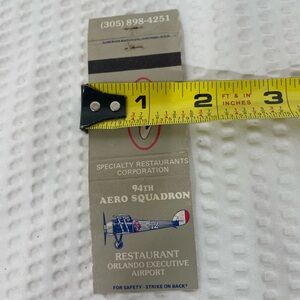 (305) 898-4251
1 2 3
FT & IN
INCHES
SPECIALTY RESTAURANTS
CORPORATION
94TH
AERO SQUADRON
12
RESTAURANT
ORLANDO EXECUTIVE
AIRPORT
FOR SAFETY · STRIKE ON BACK